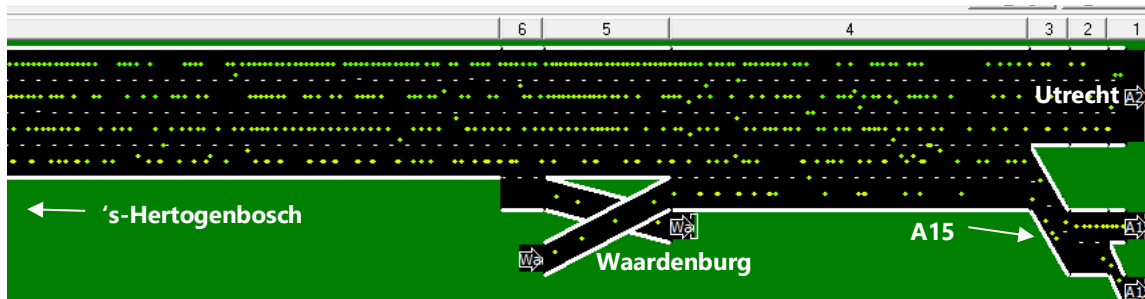 6 5 4 3 2 1
Utrecht A2
's-Hertogenbosch
Wa
A15 A1
Wa
Waardenburg
A1